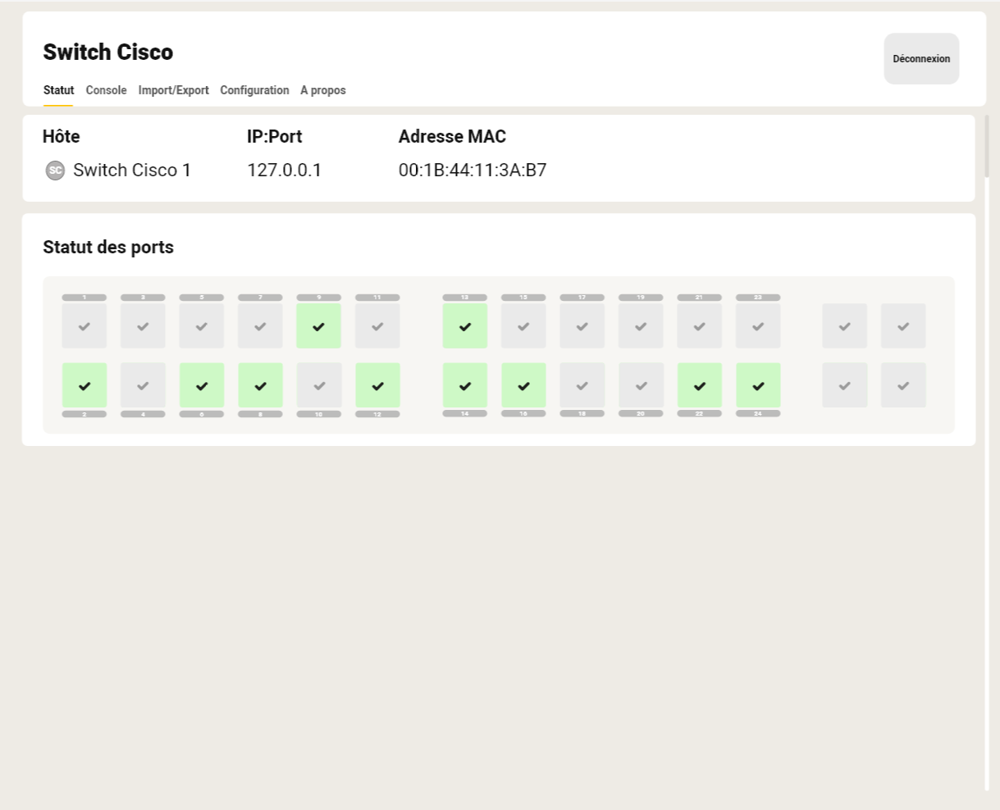 Switch Cisco
Déconnexion
Statut Console Import/Export Configuration A propos
Hôte IP:Port Adresse MAC
SC Switch Cisco 1 127.0.0.1 00:1B:44:11:3A:B7
Statut des ports
1 3 5 7 9 11 13 15 17 19 21 23
2 4 6 8 10 12 14 16 18 20 22 24